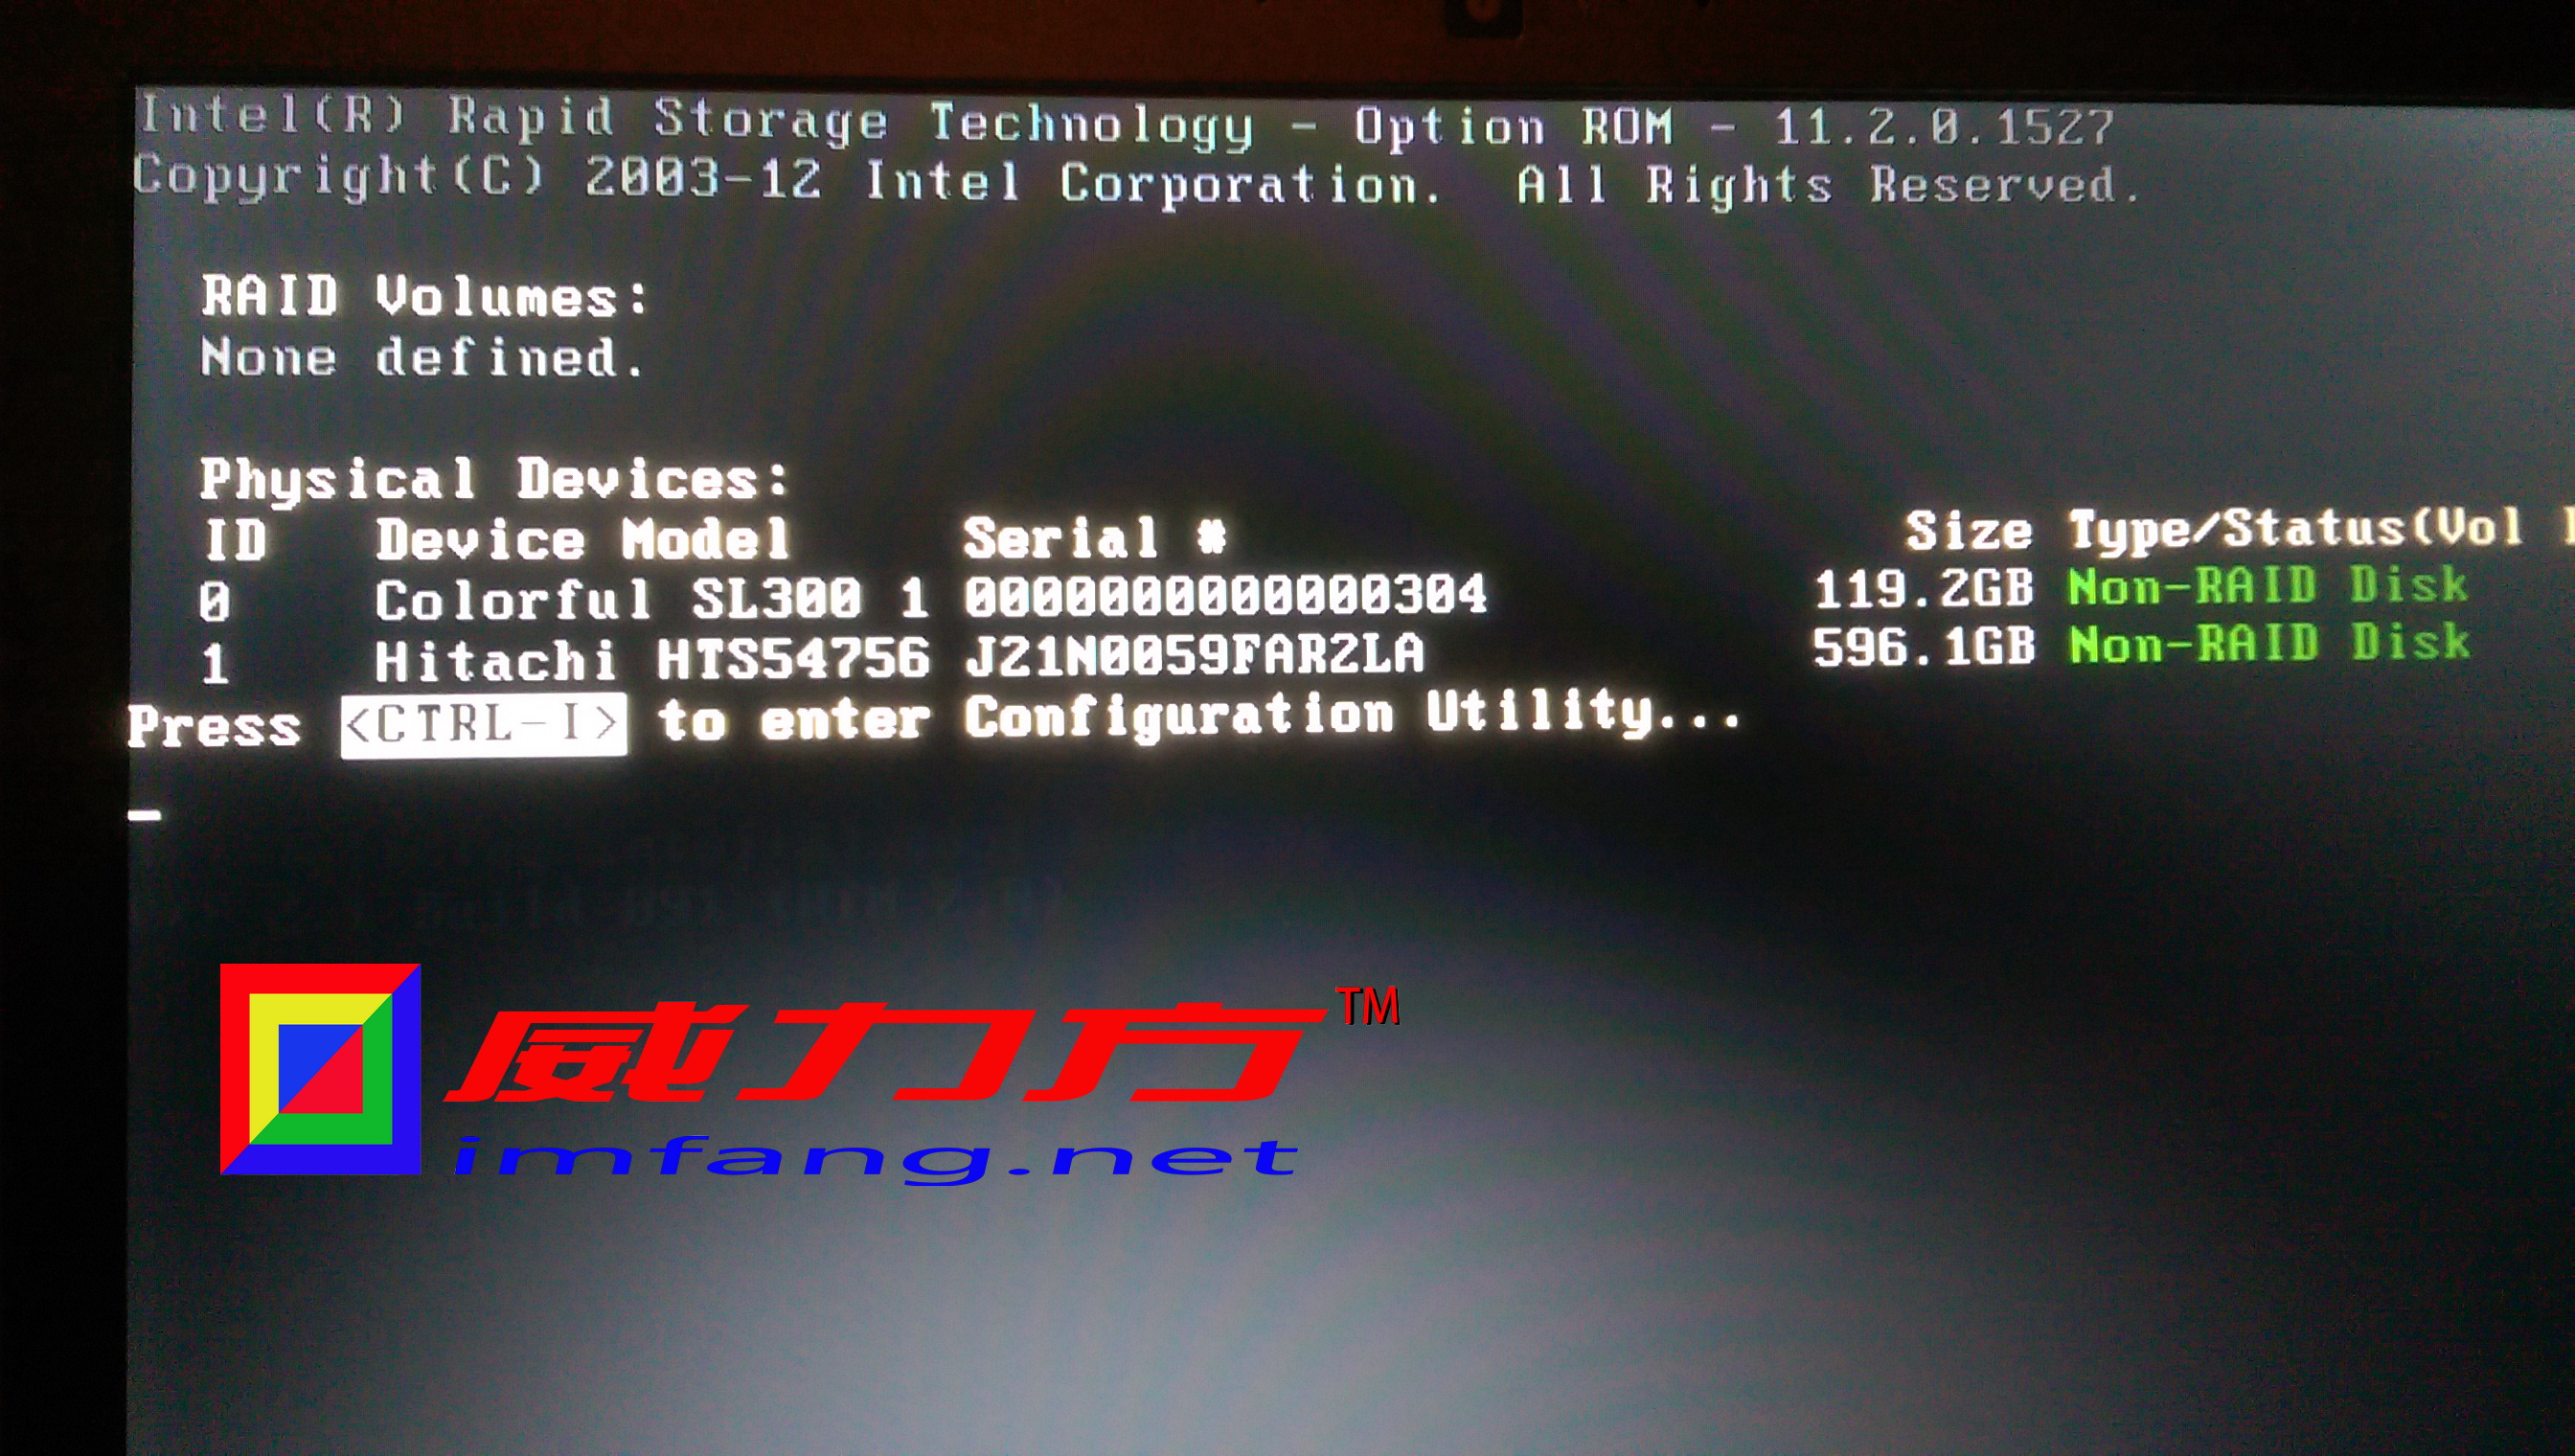 Intel(R) Rapid Storage Technology - Option ROM - 11.2.0.1527
Copyright(C) 2003-12 Intel Corporation.  All Rights Reserved.
RAID Volumes:
None defined.
Physical Devices:
ID Device Model Serial # Size Type/Status(Vol
0 Colorful SL300 1 0000000000000304 119.2GB Non-RAID Disk
1 Hitachi HTS54756 J21N0059FAR2LA 596.1GB Non-RAID Disk
Press <CTRL-I> to enter Configuration Utility...
威力方™
imfang.net